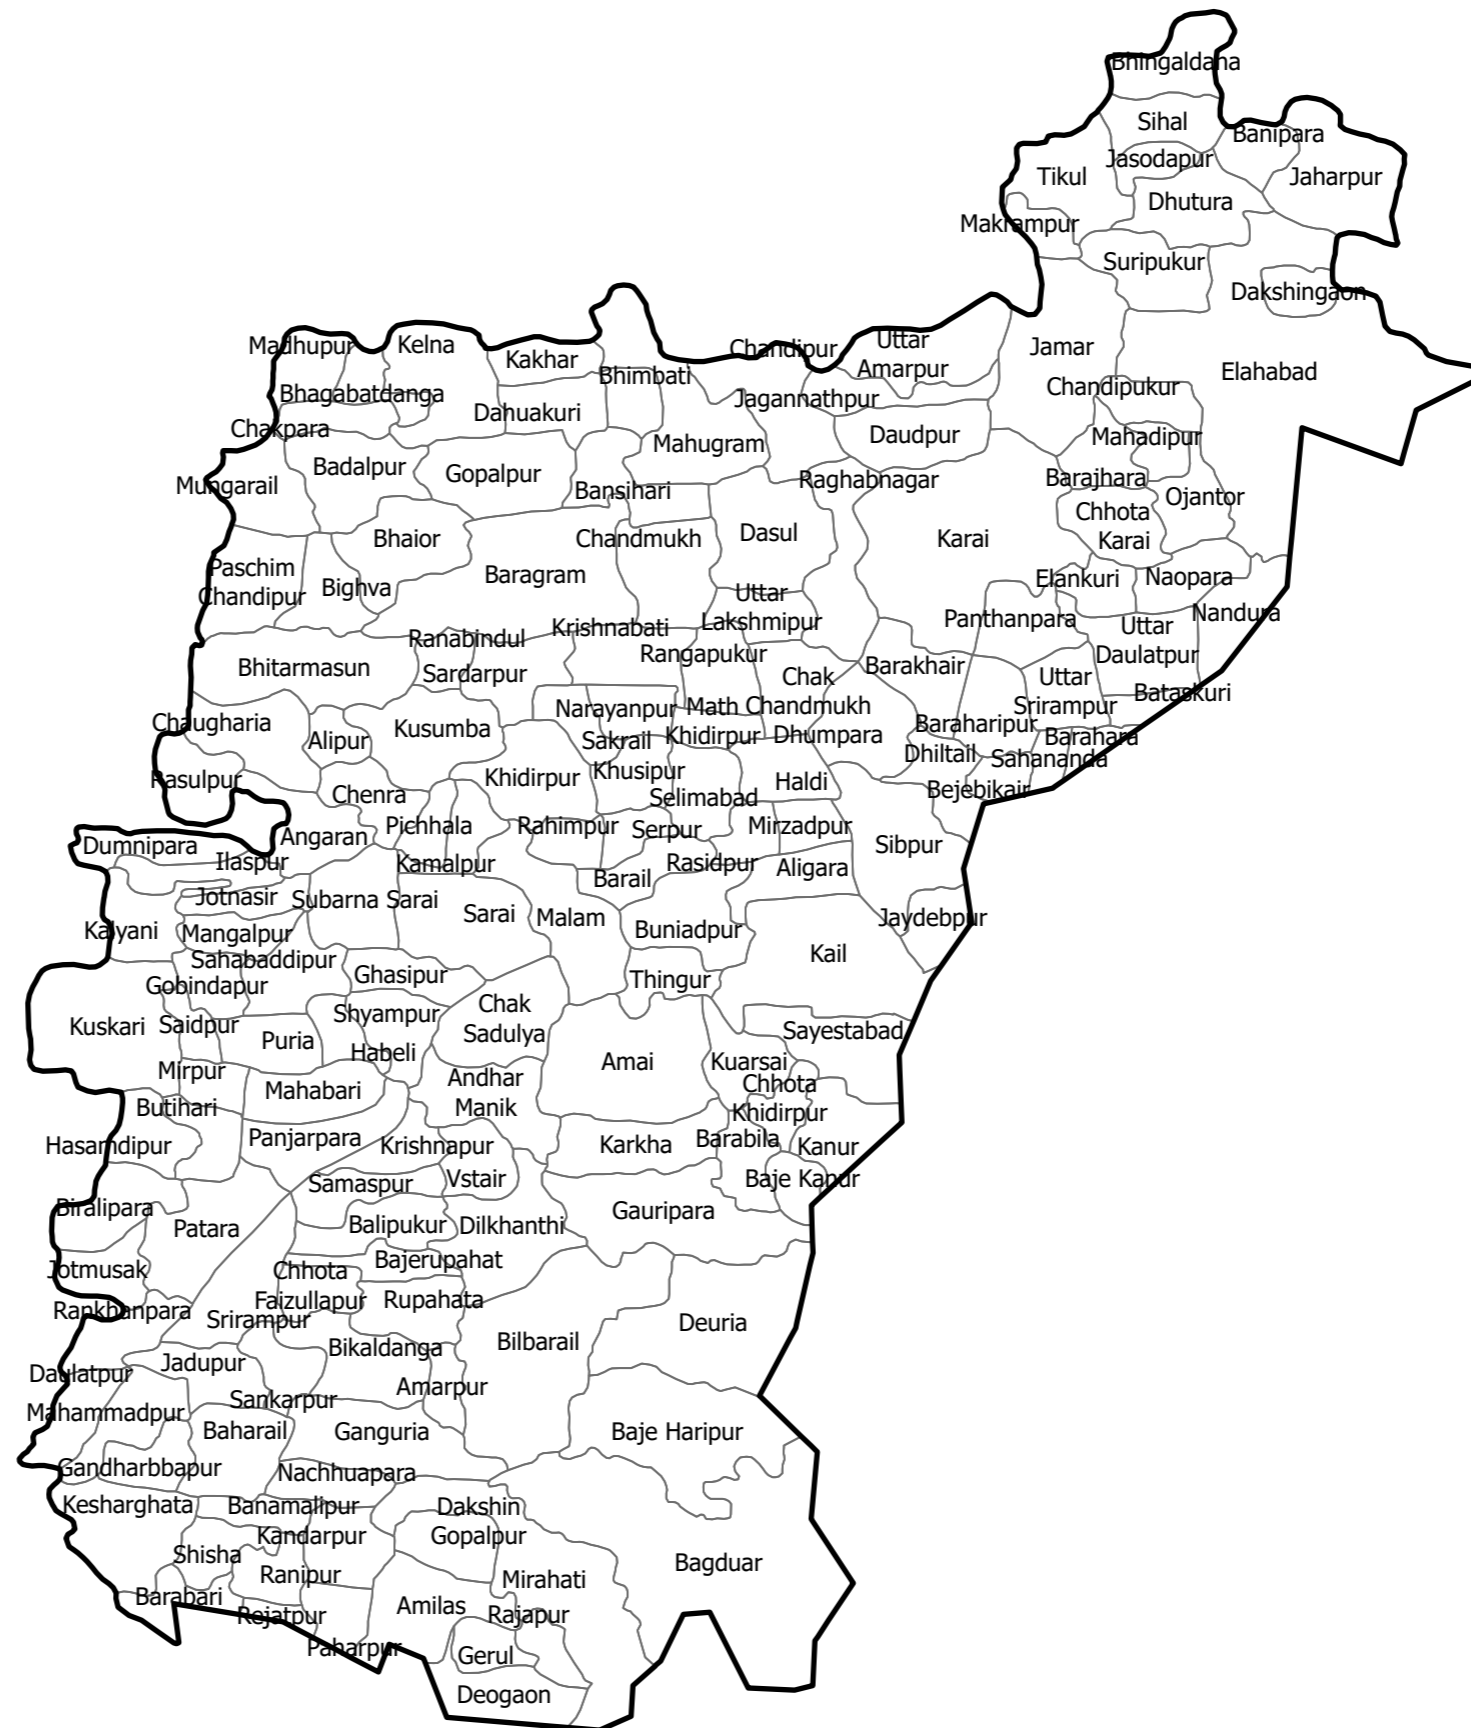 Bhingaldana
Sihal
Banipara
Jasodapur
Tikul
Jaharpur
Dhutura
Makrampur
Suripukur
Dakshingaon
Madhupur
Kelna
Kakhar
Chandipur
Uttar
Amarpur
Jamar
Elahabad
Bhimbati
Bhagabatdanga
Chandipukur
Jagannathpur
Dahuakuri
Chakpara
Mahugram
Daudpur
Mahadipur
Badalpur
Gopalpur
Mungarail
Bansihari
Raghabnagar
Barajhara
Ojantor
Chhota
Karai
Bhaior
Chandmukh
Dasul
Karai
Paschim
Chandipur
Bighva
Baragram
Elankuri
Naopara
Uttar
Lakshmipur
Panthanpara
Nandura
Uttar
Daulatpur
Krishnabati
Ranabindul
Rangapukur
Bhitarmasun
Sardarpur
Chak
Chandmukh
Barakhair
Uttar
Srirampur
Bataskuri
Narayanpur
Math
Khidirpur
Chaugharia
Kusumba
Alipur
Sakrail
Dhumpara
Baraharipur
Barahara
Dhiltail
Sahananda
Rasulpur
Khidirpur
Khusipur
Haldi
Chenra
Selimabad
Bejebikair
Pichhala
Rahimpur
Serpur
Mirzadpur
Angaran
Dumnipara
Sibpur
Ilaspur
Kamalpur
Rasidpur
Aligara
Barail
Jotnasir
Subarna Sarai
Sarai
Malam
Jaydebpur
Kalyani
Mangalpur
Buniadpur
Sahabaddipur
Kail
Ghasipur
Thingur
Gobindapur
Shyampur
Chak
Sadulya
Kuskari
Saidpur
Puria
Sayestabad
Habeli
Amai
Kuarsai
Mirpur
Mahabari
Andhar
Manik
Chhota
Khidirpur
Butihari
Hasamdipur
Panjarpara
Krishnapur
Karkha
Barabila
Kanur
Samaspur
Vstair
Baje Kanur
Biralipara
Patara
Balipukur
Dilkhanthi
Gauripara
Jotmusak
Chhota
Faizullapur
Bajerupahat
Rupahata
Rankhanpara
Srirampur
Deuria
Bikaldanga
Bilbarail
Jadupur
Daulatpur
Amarpur
Sankarpur
Mahammadpur
Baharail
Ganguria
Baje Haripur
Gandharbbapur
Nachhuapara
Kesharghata
Banamalipur
Dakshin
Gopalpur
Kandarpur
Shisha
Ranipur
Mirahati
Bagduar
Barabari
Rejatpur
Amilas
Rajapur
Paharpur
Gerul
Deogaon